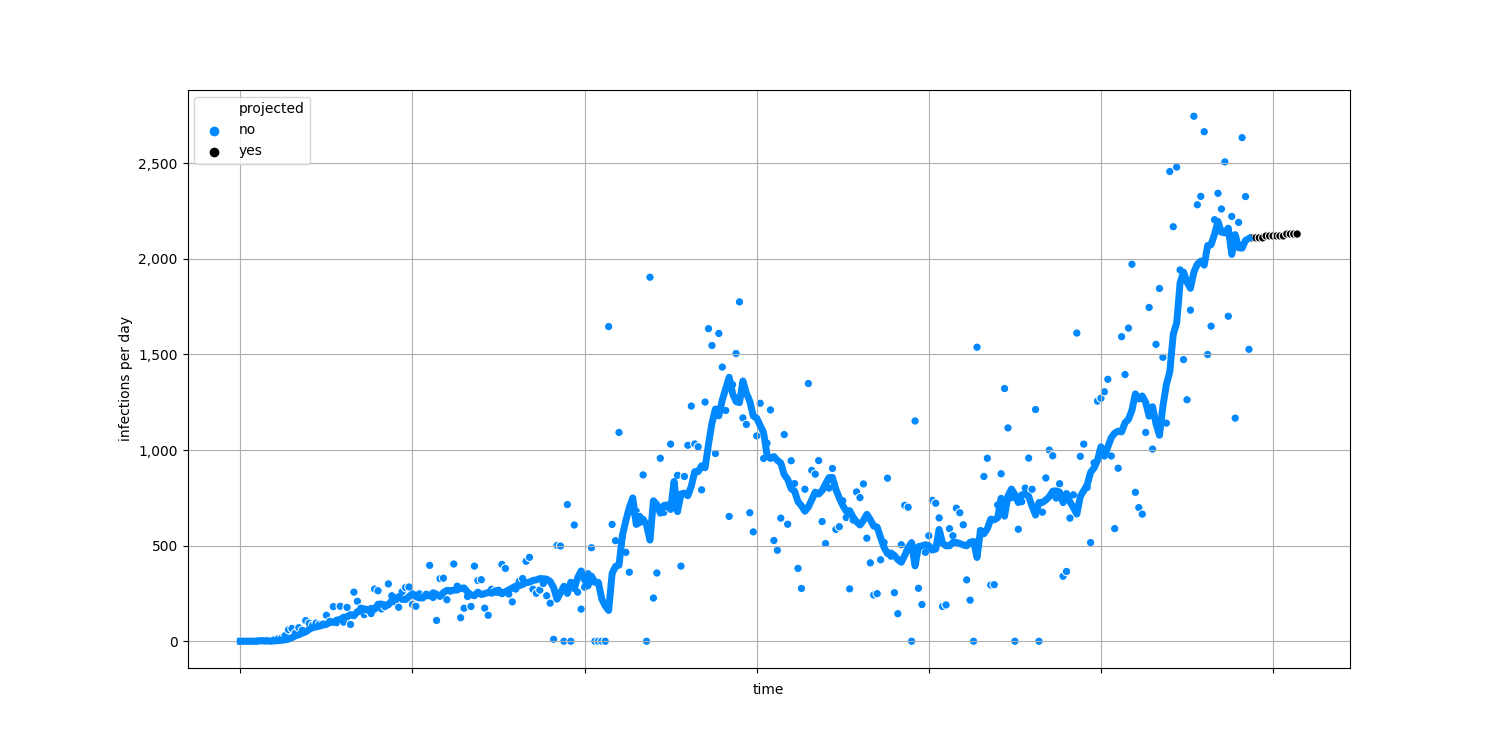 projected
no
yes
2,500
2,000
1,500
1,000
500
0
infections per day
time